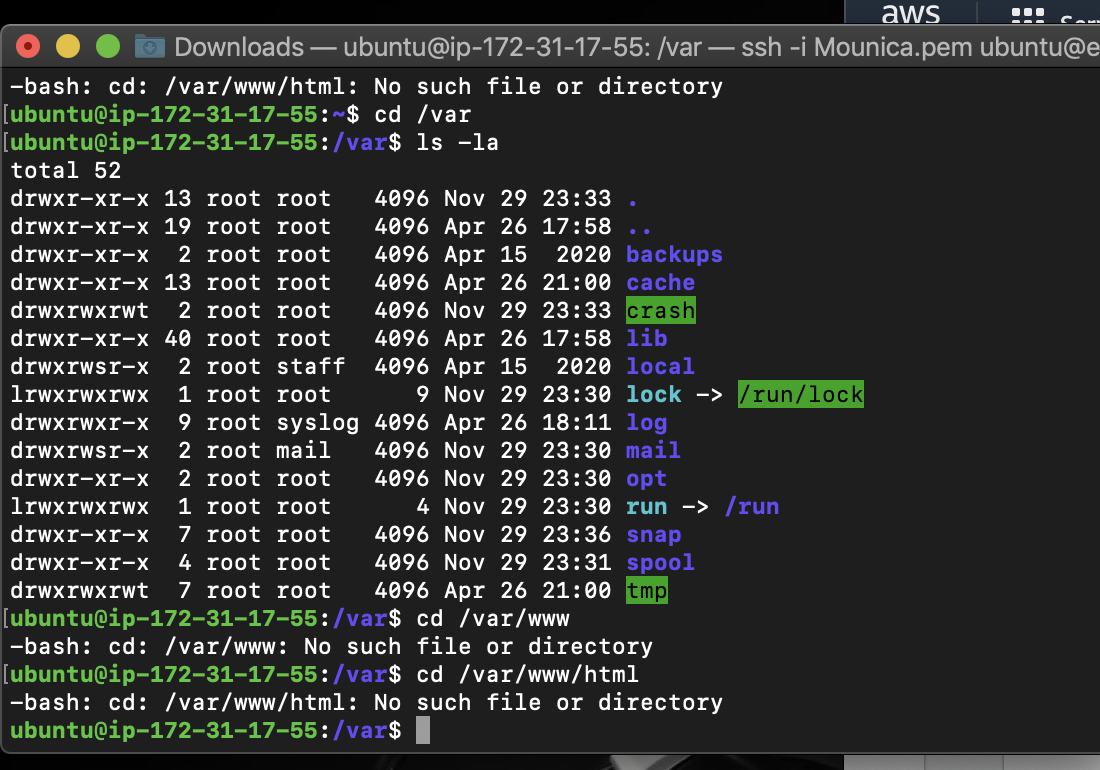 aws
Serv
Downloads — ubuntu@ip-172-31-17-55: /var — ssh -i Mounica.pem ubuntu@e
-bash: cd: /var/www/html: No such file or directory
[ubuntu@ip-172-31-17-55:~$ cd /var
[ubuntu@ip-172-31-17-55:/var$ ls -la
total 52
drwxr-xr-x 13 root root   4096 Nov 29 23:33 .
drwxr-xr-x 19 root root   4096 Apr 26 17:58 ..
drwxr-xr-x  2 root root   4096 Apr 15  2020 backups
drwxr-xr-x 13 root root   4096 Apr 26 21:00 cache
drwxrwxrwt  2 root root   4096 Nov 29 23:33 crash
drwxr-xr-x 40 root root   4096 Apr 26 17:58 lib
drwxrwsr-x  2 root staff  4096 Apr 15  2020 local
lrwxrwxrwx  1 root root      9 Nov 29 23:30 lock -> /run/lock
drwxrwxr-x  9 root syslog 4096 Apr 26 18:11 log
drwxrwsr-x  2 root mail   4096 Nov 29 23:30 mail
drwxr-xr-x  2 root root   4096 Nov 29 23:30 opt
lrwxrwxrwx  1 root root      4 Nov 29 23:30 run -> /run
drwxr-xr-x  7 root root   4096 Nov 29 23:36 snap
drwxr-xr-x  4 root root   4096 Nov 29 23:31 spool
drwxrwxrwt  7 root root   4096 Apr 26 21:00 tmp
[ubuntu@ip-172-31-17-55:/var$ cd /var/www
-bash: cd: /var/www: No such file or directory
[ubuntu@ip-172-31-17-55:/var$ cd /var/www/html
-bash: cd: /var/www/html: No such file or directory
ubuntu@ip-172-31-17-55:/var$